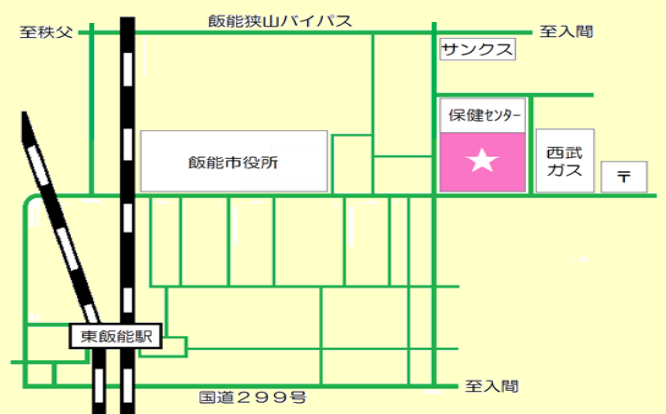 飯能狭山バイパス
至秩父
至入間
サンクス
保健センター
飯能市役所
西武
ガス
〒
東飯能駅
至入間
国道299号